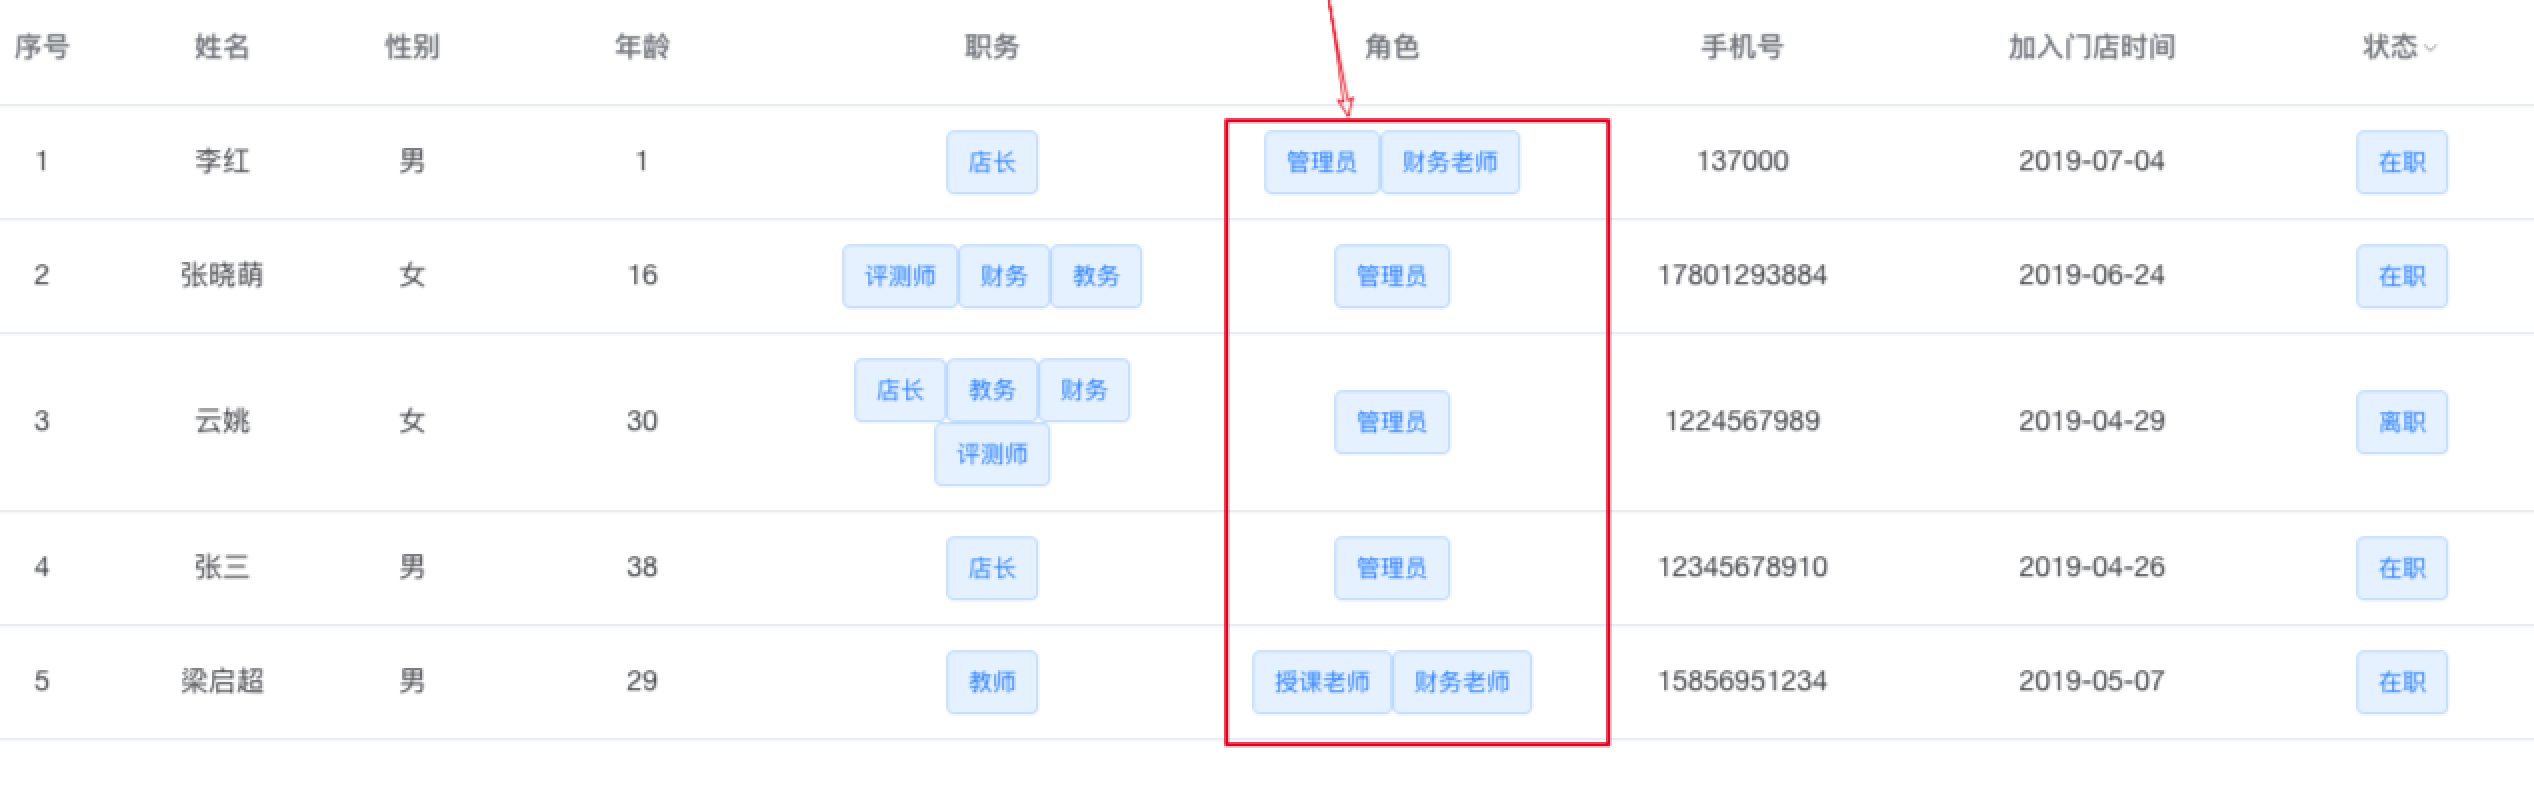 序号 姓名 性别 年龄 职务 角色 手机号 加入门店时间 状态
1 李红 男 1 店长 管理员 财务老师 137000 2019-07-04 在职
2 张晓萌 女 16 评测师 财务 教务 管理员 17801293884 2019-06-24 在职
3 云姚 女 30 店长 教务 财务 评测师 管理员 1224567989 2019-04-29 离职
4 张三 男 38 店长 管理员 12345678910 2019-04-26 在职
5 梁启超 男 29 教师 授课老师 财务老师 15856951234 2019-05-07 在职